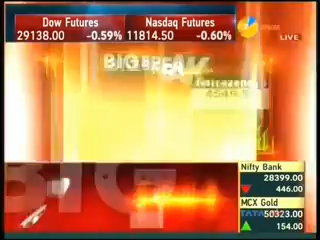 Dow Futures
29138.00 -0.59%
Nasdaq Futures
11814.50 -0.60%
LIVE
BIG BREAK
BIG
Nifty Bank
28399.00
446.00
MCX Gold
50323.00
154.00